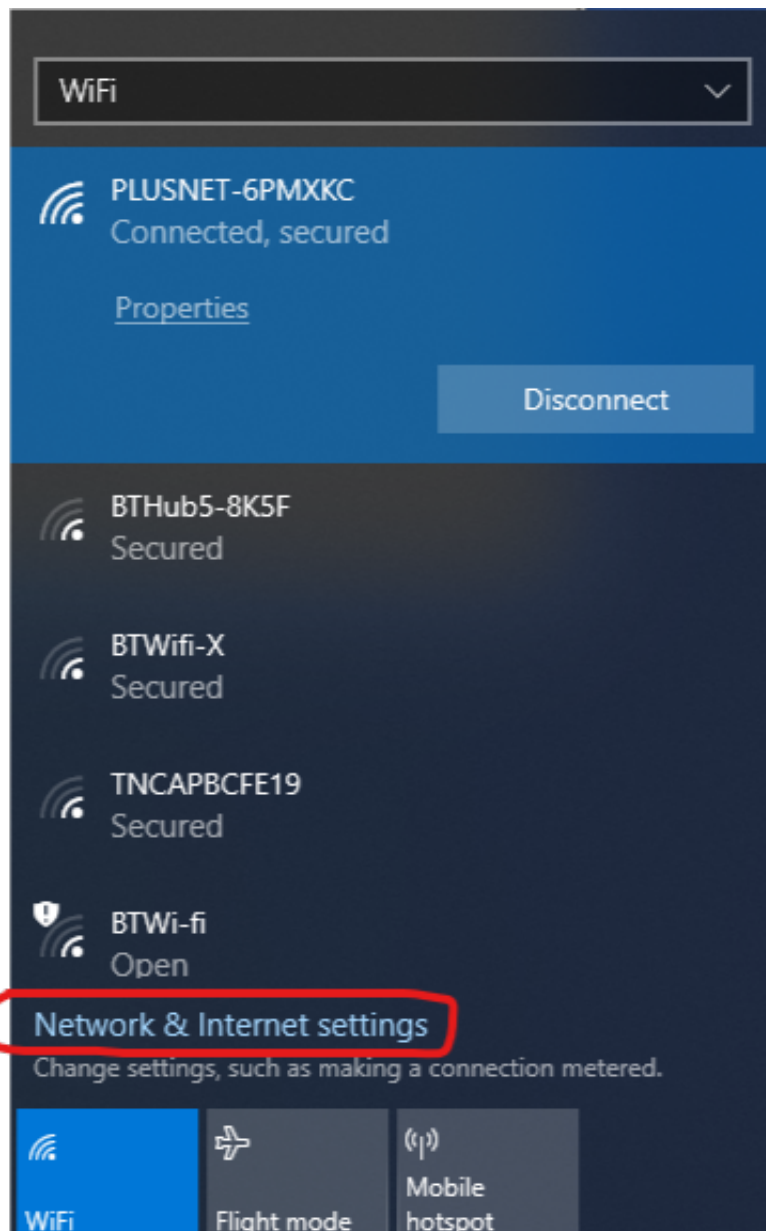 WiFi
PLUSNET-6PMXKC
Connected, secured
Properties
Disconnect
BTHub5-8K5F
Secured
BTWifi-X
Secured
TNCAPBCFE19
Secured
BTWi-fi
Open
Network & Internet settings
Change settings, such as making a connection metered.
WiFi
Flight mode
Mobile
hotspot